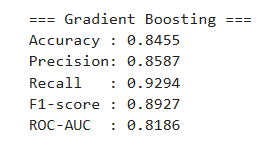 === Gradient Boosting ===
Accuracy : 0.8455
Precision: 0.8587
Recall   : 0.9294
F1-score : 0.8927
ROC-AUC  : 0.8186